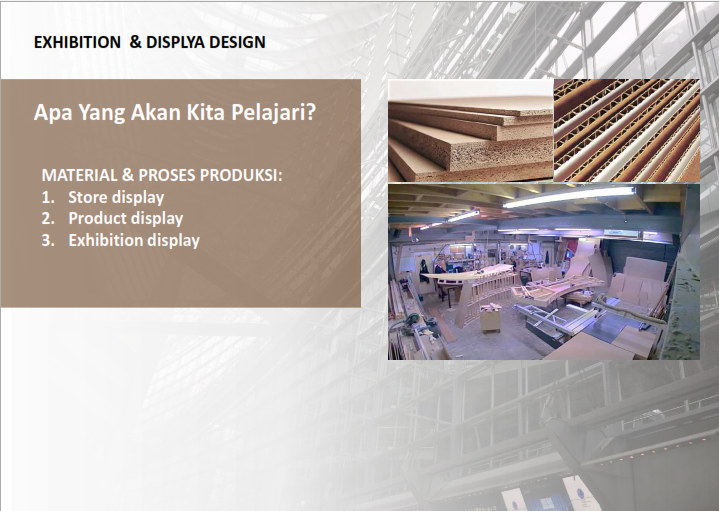 EXHIBITION & DISPLYA DESIGN
Apa Yang Akan Kita Pelajari?
MATERIAL & PROSES PRODUKSI:
1. Store display
2. Product display
3. Exhibition display